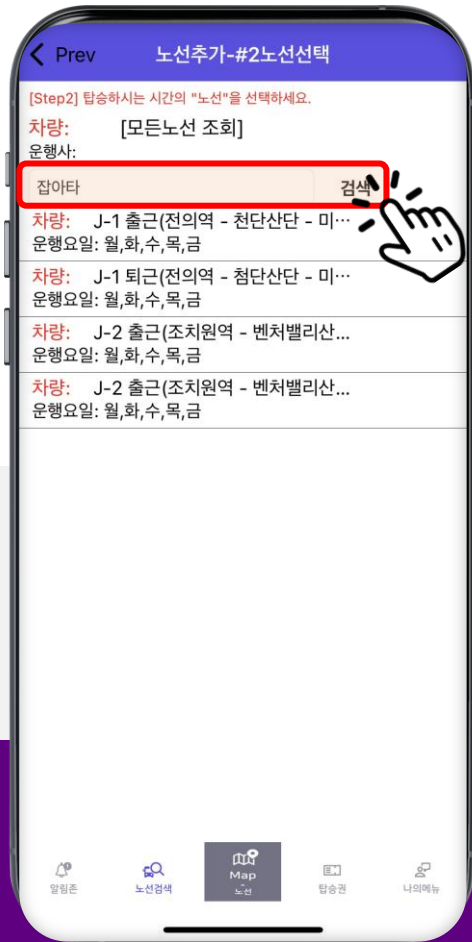 Prev
노선추가-#2노선선택
[Step2] 탑승하시는 시간의 "노선"을 선택하세요.
차량: [모든노선 조회]
운행사:
잡아타 검색
차량: J-1 출근(전의역 - 천단산단 - 미…
운행요일: 월,화,수,목,금
차량: J-1 퇴근(전의역 - 첨단산단 - 미…
운행요일: 월,화,수,목,금
차량: J-2 출근(조치원역 - 벤처밸리산...
운행요일: 월,화,수,목,금
차량: J-2 출근(조치원역 - 벤처밸리산...
운행요일: 월,화,수,목,금
알림존
노선검색
Map
-
노선
탑승권
나의메뉴